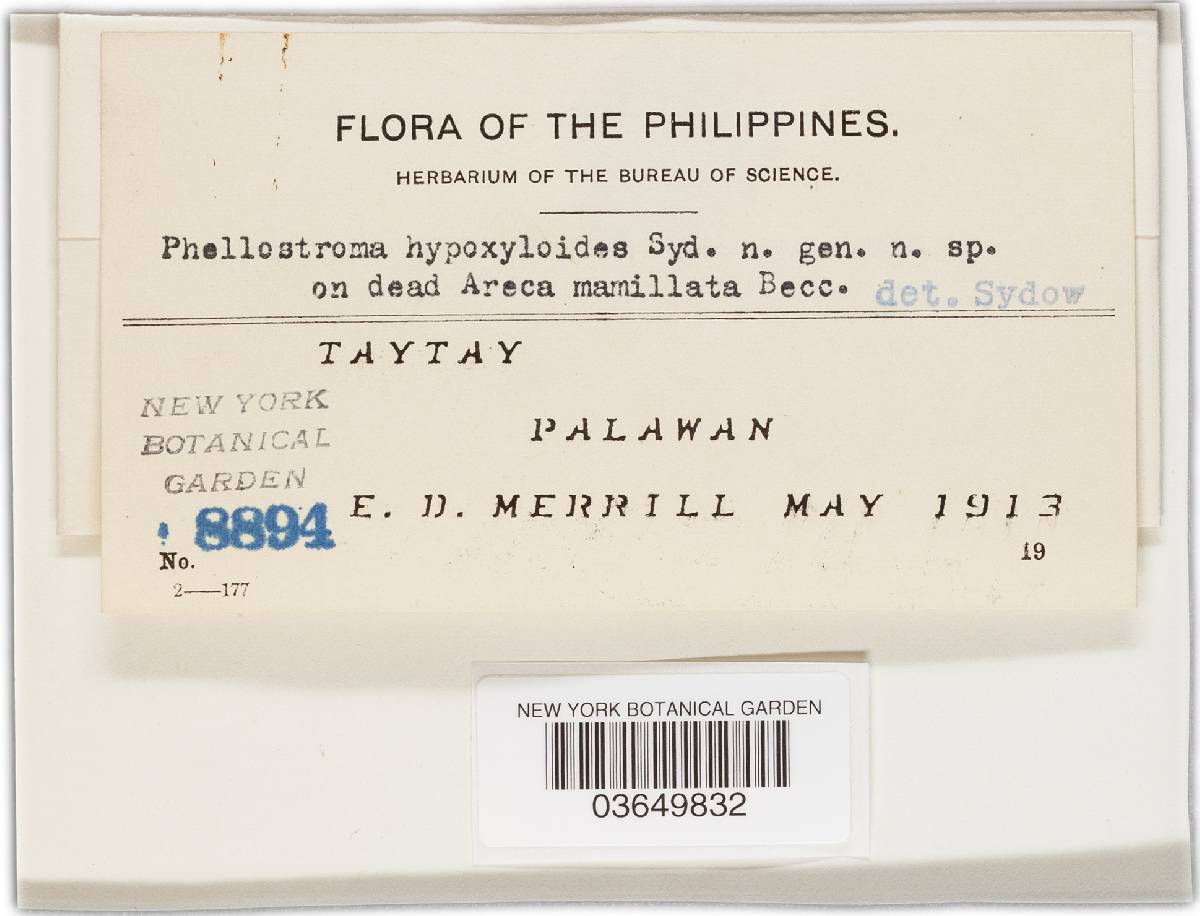 FLORA OF THE PHILIPPINES.
HERBARIUM OF THE BUREAU OF SCIENCE.
Phellostroma hypoxyloides Syd. n. gen. n. sp.
on dead Areca mamillata Becc. det. Sydow
TAYTAY
NEW YORK
BOTANICAL
GARDEN
PALAWAN
8894 E. D. MERRILL MAY 1913
No. 19
2——177
NEW YORK BOTANICAL GARDEN
03649832